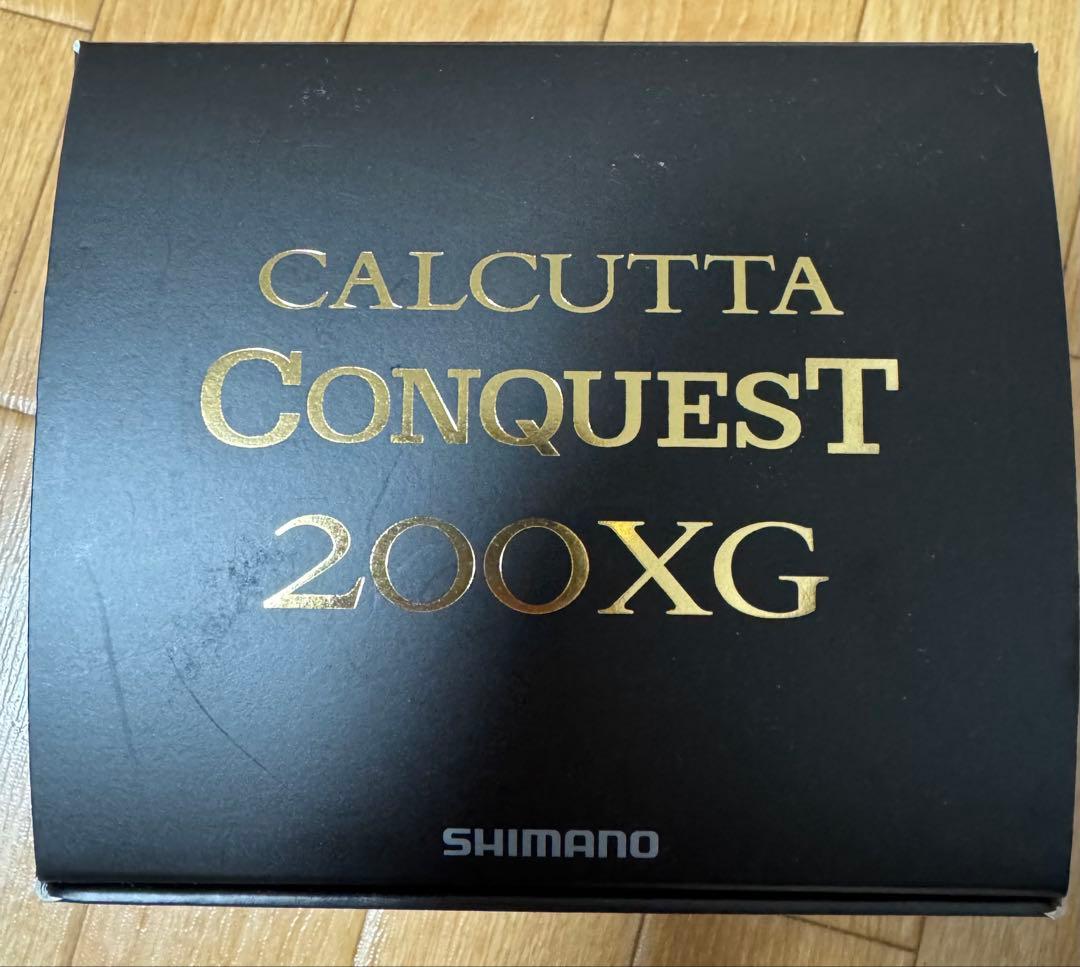 CALCUTTA
CONQUEST
200XG
SHIMANO